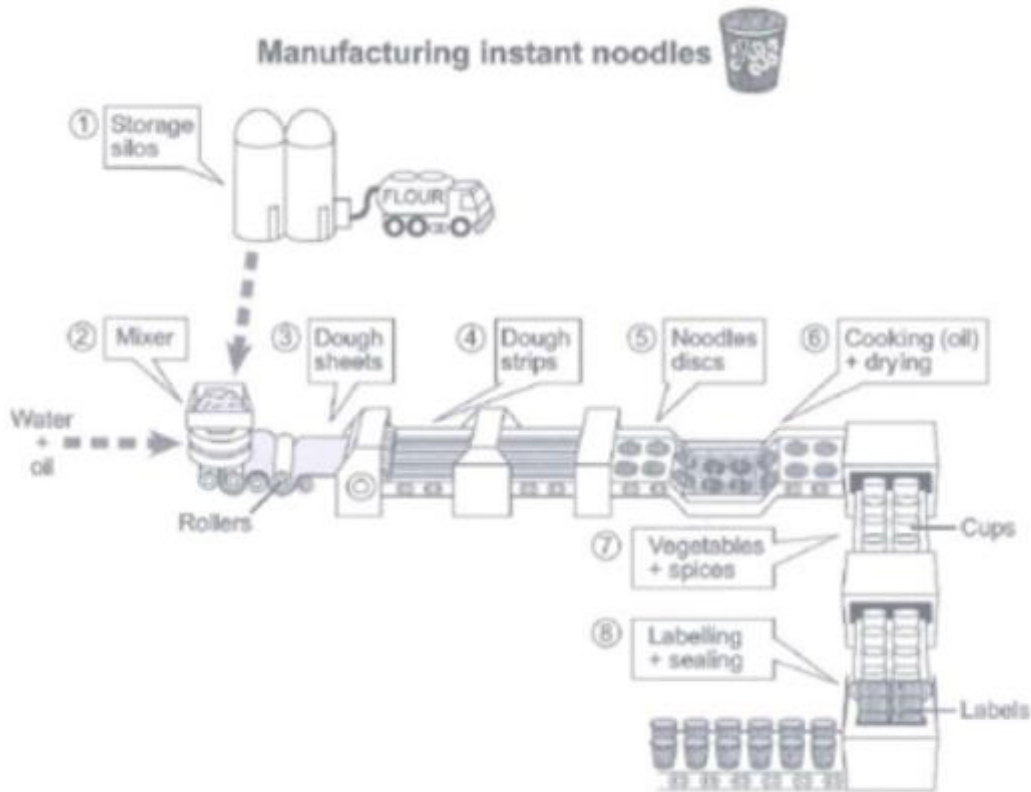 Manufacturing instant noodles
1 Storage
silos
FLOUR
2 Mixer
3 Dough
sheets
4 Dough
strips
5 Noodles
discs
6 Cooking (oil)
+ drying
Water
+
oil
Rollers
7 Vegetables
+ spices
Cups
8 Labelling
+ sealing
Labels